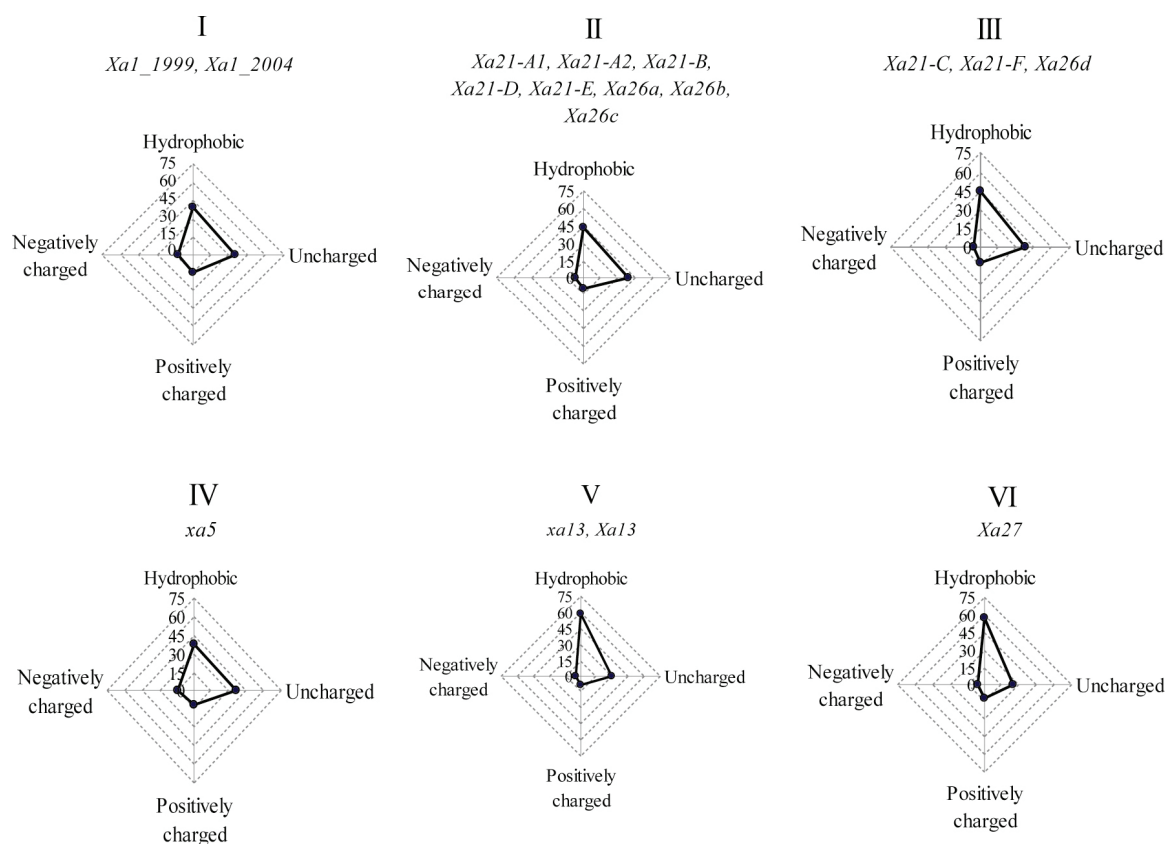 I
Xa1_1999, Xa1_2004
Hydrophobic
75
60
45
30
15
0
Negatively
charged
Uncharged
Positively
charged
II
Xa21-A1, Xa21-A2, Xa21-B,
Xa21-D, Xa21-E, Xa26a, Xa26b,
Xa26c
Hydrophobic
75
60
45
30
15
0
Negatively
charged
Uncharged
Positively
charged
III
Xa21-C, Xa21-F, Xa26d
Hydrophobic
75
60
45
30
15
0
Negatively
charged
Uncharged
Positively
charged
IV
xa5
Hydrophobic
75
60
45
30
15
0
Negatively
charged
Uncharged
Positively
charged
V
xa13, Xa13
Hydrophobic
75
60
45
30
15
0
Negatively
charged
Uncharged
Positively
charged
VI
Xa27
Hydrophobic
75
60
45
30
15
0
Negatively
charged
Uncharged
Positively
charged